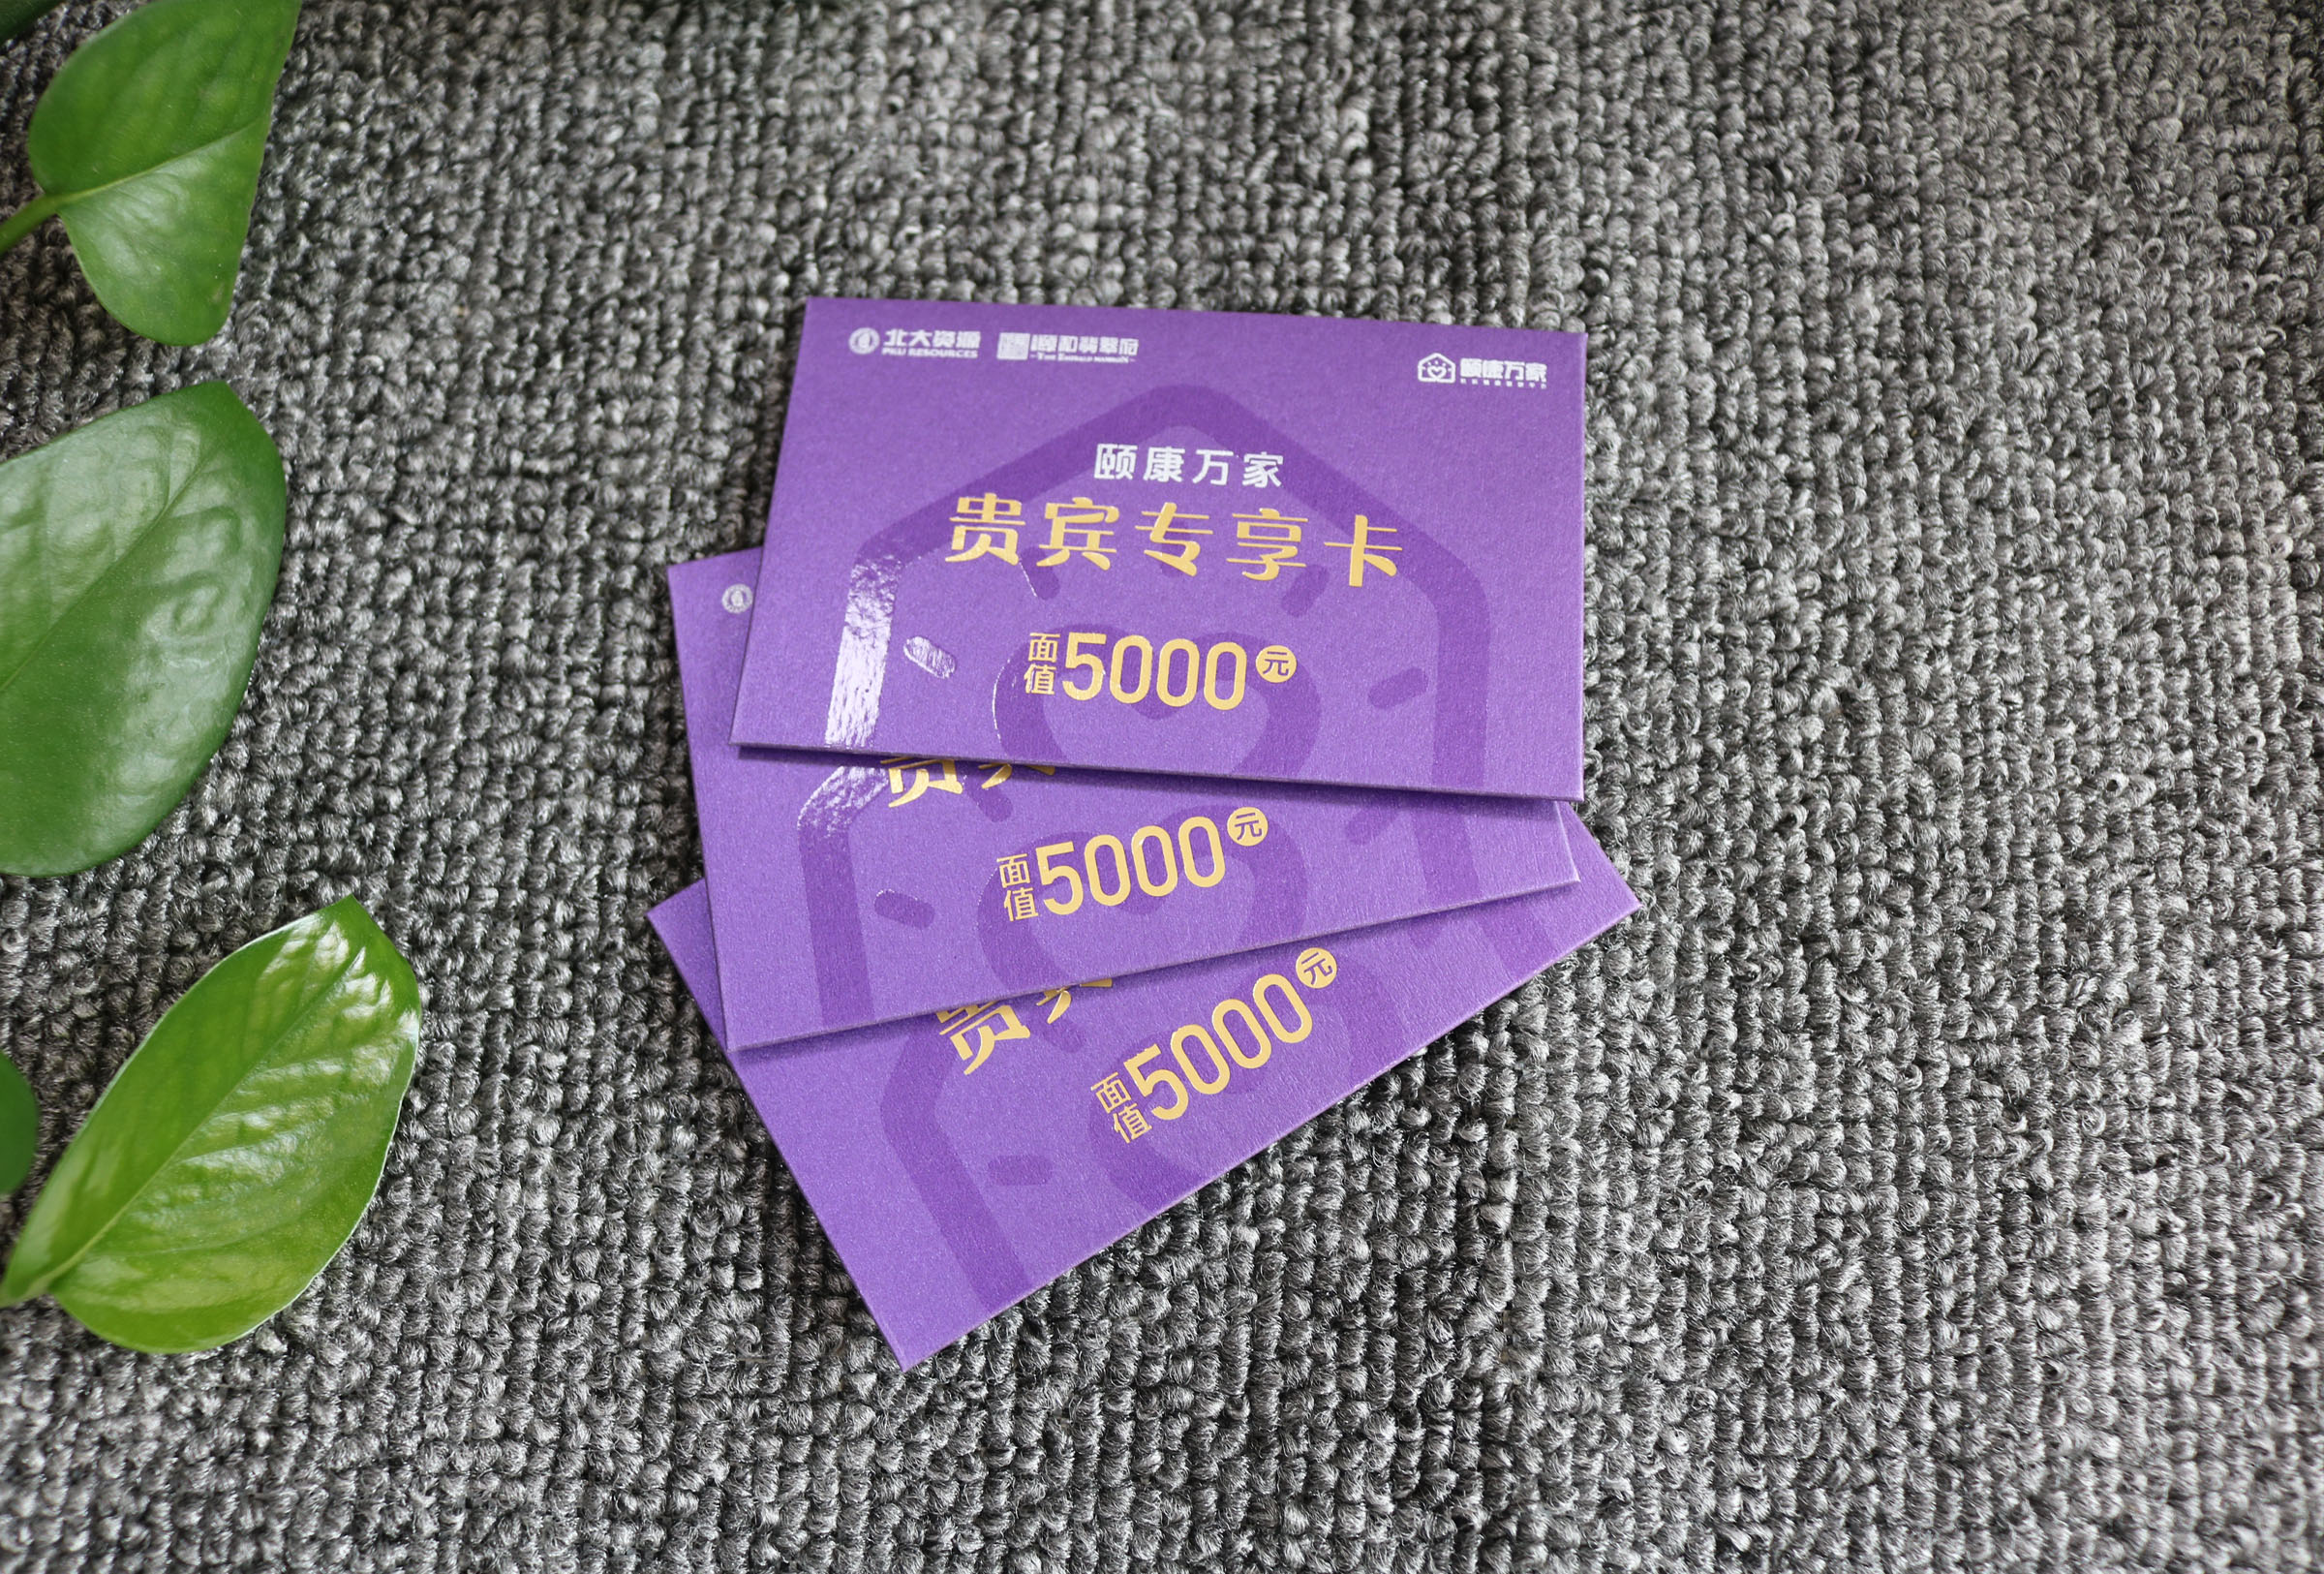 北大资源
PKU RESOURCES
颐和翡翠府
颐康万家
颐康万家
贵宾专享卡
面值5000元
面值5000元
面值5000元